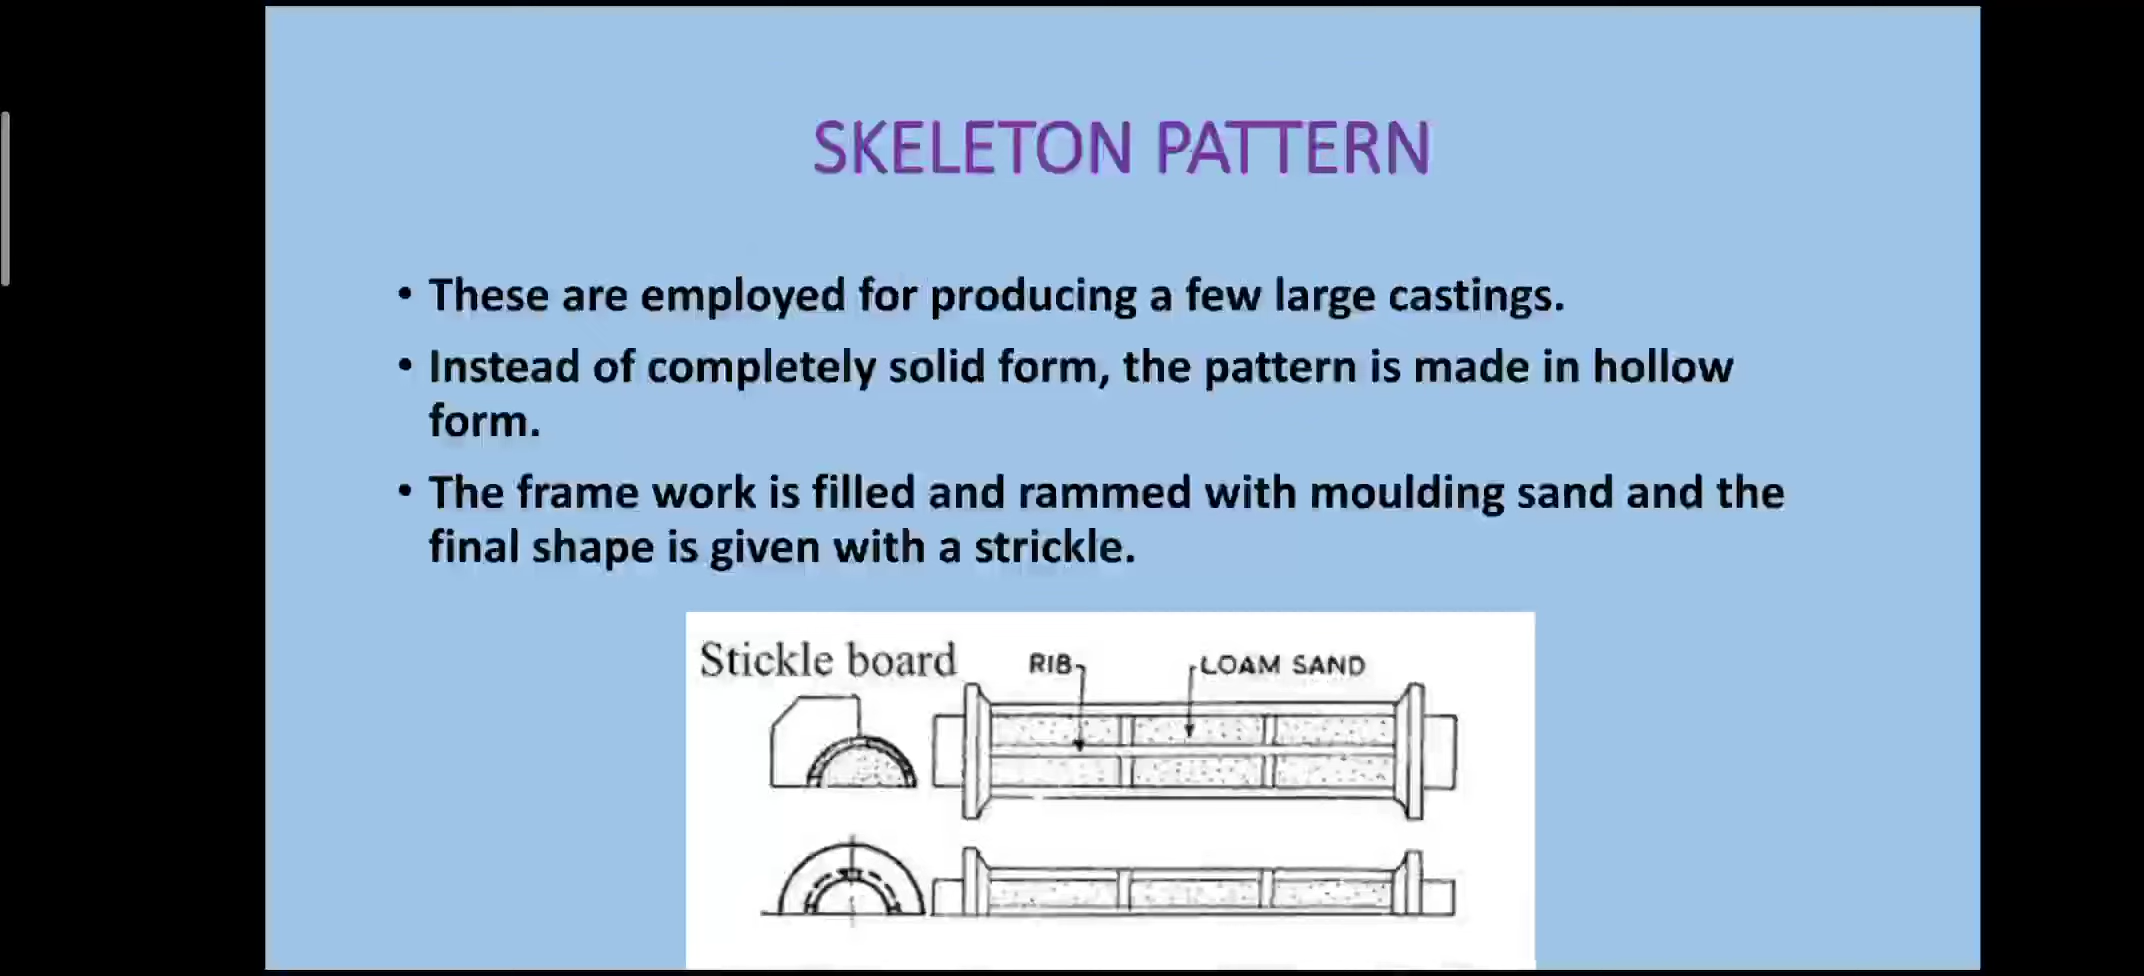 SKELETON PATTERN
• These are employed for producing a few large castings.
• Instead of completely solid form, the pattern is made in hollow
form.
• The frame work is filled and rammed with moulding sand and the
final shape is given with a strickle.
Stickle board
RIB
LOAM SAND